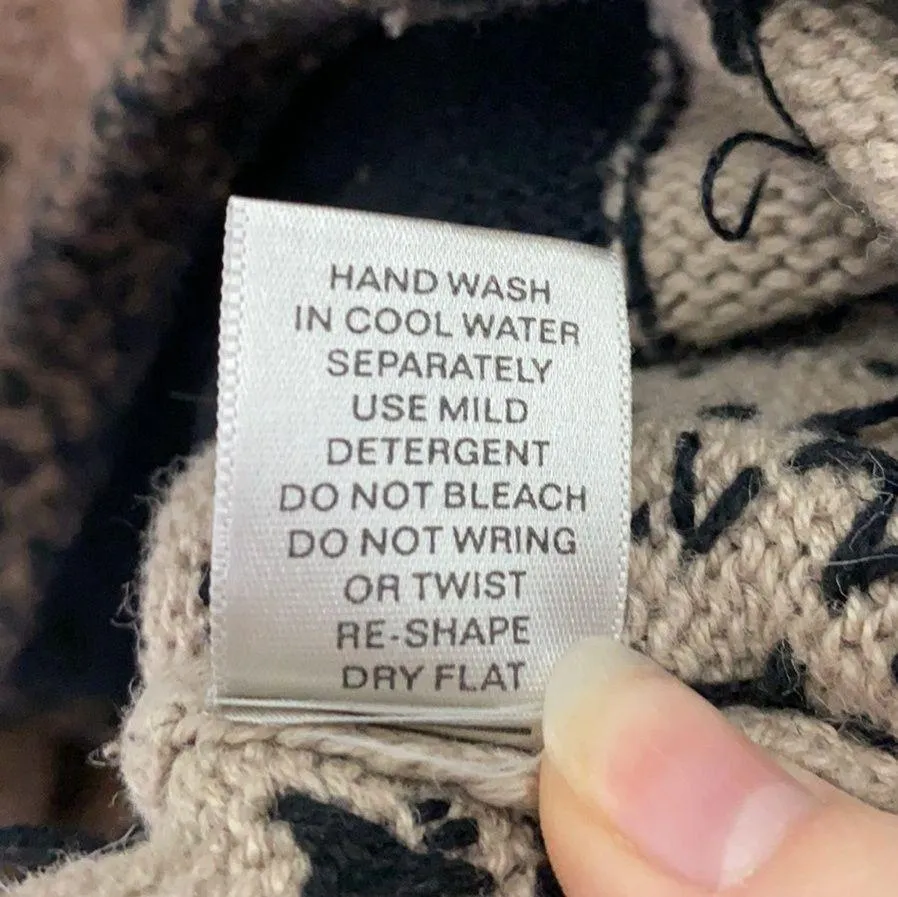 HAND WASH
IN COOL WATER
SEPARATELY
USE MILD
DETERGENT
DO NOT BLEACH
DO NOT WRING
OR TWIST
RE-SHAPE
DRY FLAT